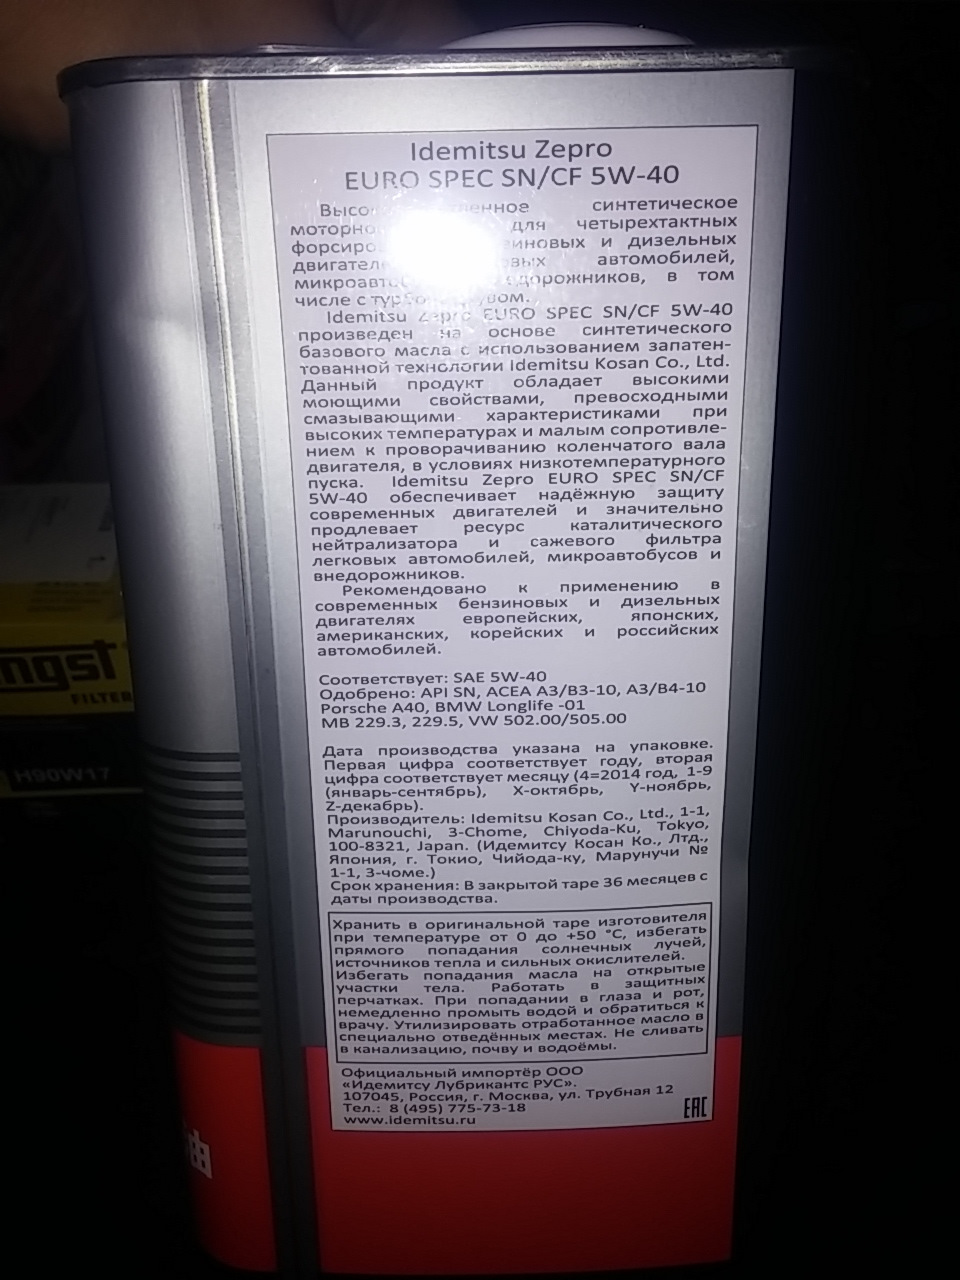 Idemitsu Zepro
EURO SPEC SN/CF 5W-40
синтетическое
для четырехтактных
и дизельных
автомобилей,
в том
числе с
Idemitsu Zepro EURO SPEC SN/CF 5W-40
произведен на основе синтетического
базового масла с использованием запатен-
тованной технологии Idemitsu Kosan Co., Ltd.
Данный продукт обладает высокими
моющими свойствами, превосходными
смазывающими характеристиками при
высоких температурах и малым сопротивле-
нием к проворачиванию коленчатого вала
двигателя, в условиях низкотемпературного
пуска. Idemitsu Zepro EURO SPEC SN/CF
5W-40 обеспечивает надёжную защиту
современных двигателей и значительно
продлевает ресурс каталитического
нейтрализатора и сажевого фильтра
легковых автомобилей, микроавтобусов и
внедорожников.
Рекомендовано к применению в
современных бензиновых и дизельных
двигателях европейских, японских,
американских, корейских и российских
автомобилей.
Соответствует: SAE 5W-40
Одобрено: API SN, ACEA A3/B3-10, A3/B4-10
Porsche A40, BMW Longlife -01
MB 229.3, 229.5, VW 502.00/505.00
Дата производства указана на упаковке.
Первая цифра соответствует году, вторая
цифра соответствует месяцу (4=2014 год, 1-9
(январь-сентябрь), X-октябрь, Y-ноябрь,
Z-декабрь).
Производитель: Idemitsu Kosan Co., Ltd., 1-1,
Marunouchi, 3-Chome, Chiyoda-Ku, Tokyo,
100-8321, Japan. (Идемитсу Косан Ко., Лтд.,
Япония, г. Токио, Чийода-ку, Марунучи №
1-1, 3-чоме.)
Срок хранения: В закрытой таре 36 месяцев с
даты производства.
Хранить в оригинальной таре изготовителя
при температуре от 0 до +50 °С, избегать
прямого попадания солнечных лучей,
источников тепла и сильных окислителей.
Избегать попадания масла на открытые
участки тела. Работать в защитных
перчатках. При попадании в глаза и рот,
немедленно промыть водой и обратиться к
врачу. Утилизировать отработанное масло в
специально отведённых местах. Не сливать
в канализацию, почву и водоёмы.
Официальный импортёр ООО
«Идемитсу Лубрикантс РУС».
107045, Россия, г. Москва, ул. Трубная 12
Тел.: 8 (495) 775-73-18
www.idemitsu.ru
EAC
FILTER
H90W17
油